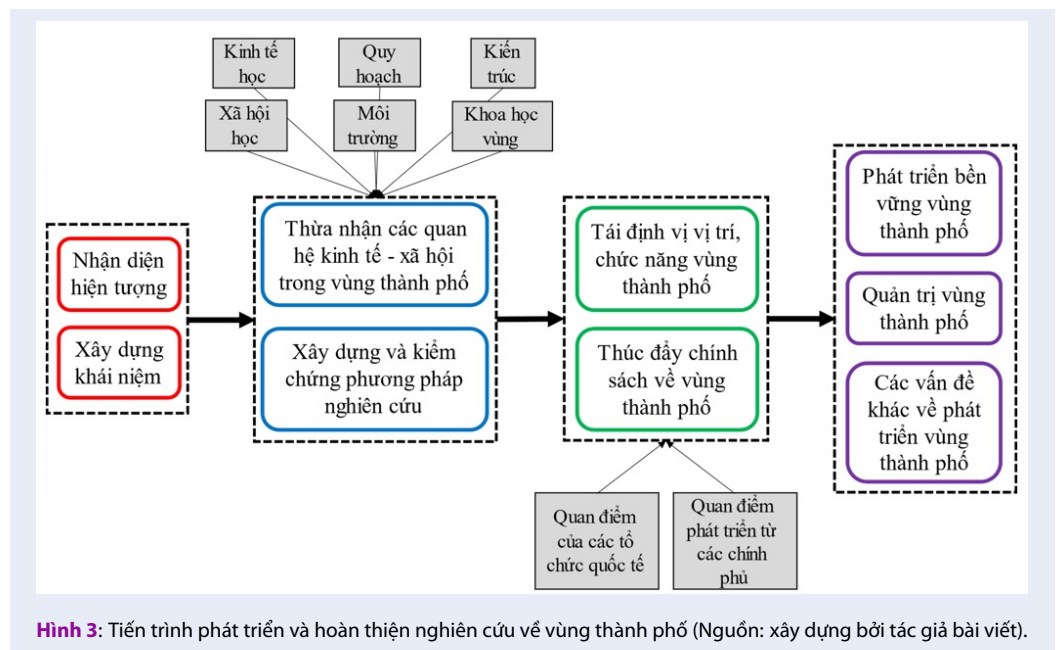 Kinh tế
học
Quy
hoạch
Kiến
trúc
Xã hội
học
Môi
trường
Khoa học
vùng
Nhận diện
hiện tượng
Xây dựng
khái niệm
Thừa nhận các quan
hệ kinh tế - xã hội
trong vùng thành phố
Xây dựng và kiểm
chứng phương pháp
nghiên cứu
Tái định vị vị trí,
chức năng vùng
thành phố
Thúc đẩy chính
sách về vùng
thành phố
Quan điểm
của các tổ
chức quốc tế
Quan điểm
phát triển từ
các chính
phủ
Phát triển bền
vững vùng
thành phố
Quản trị vùng
thành phố
Các vấn đề
khác về phát
triển vùng
thành phố
Hình 3: Tiến trình phát triển và hoàn thiện nghiên cứu về vùng thành phố (Nguồn: xây dựng bởi tác giả bài viết).